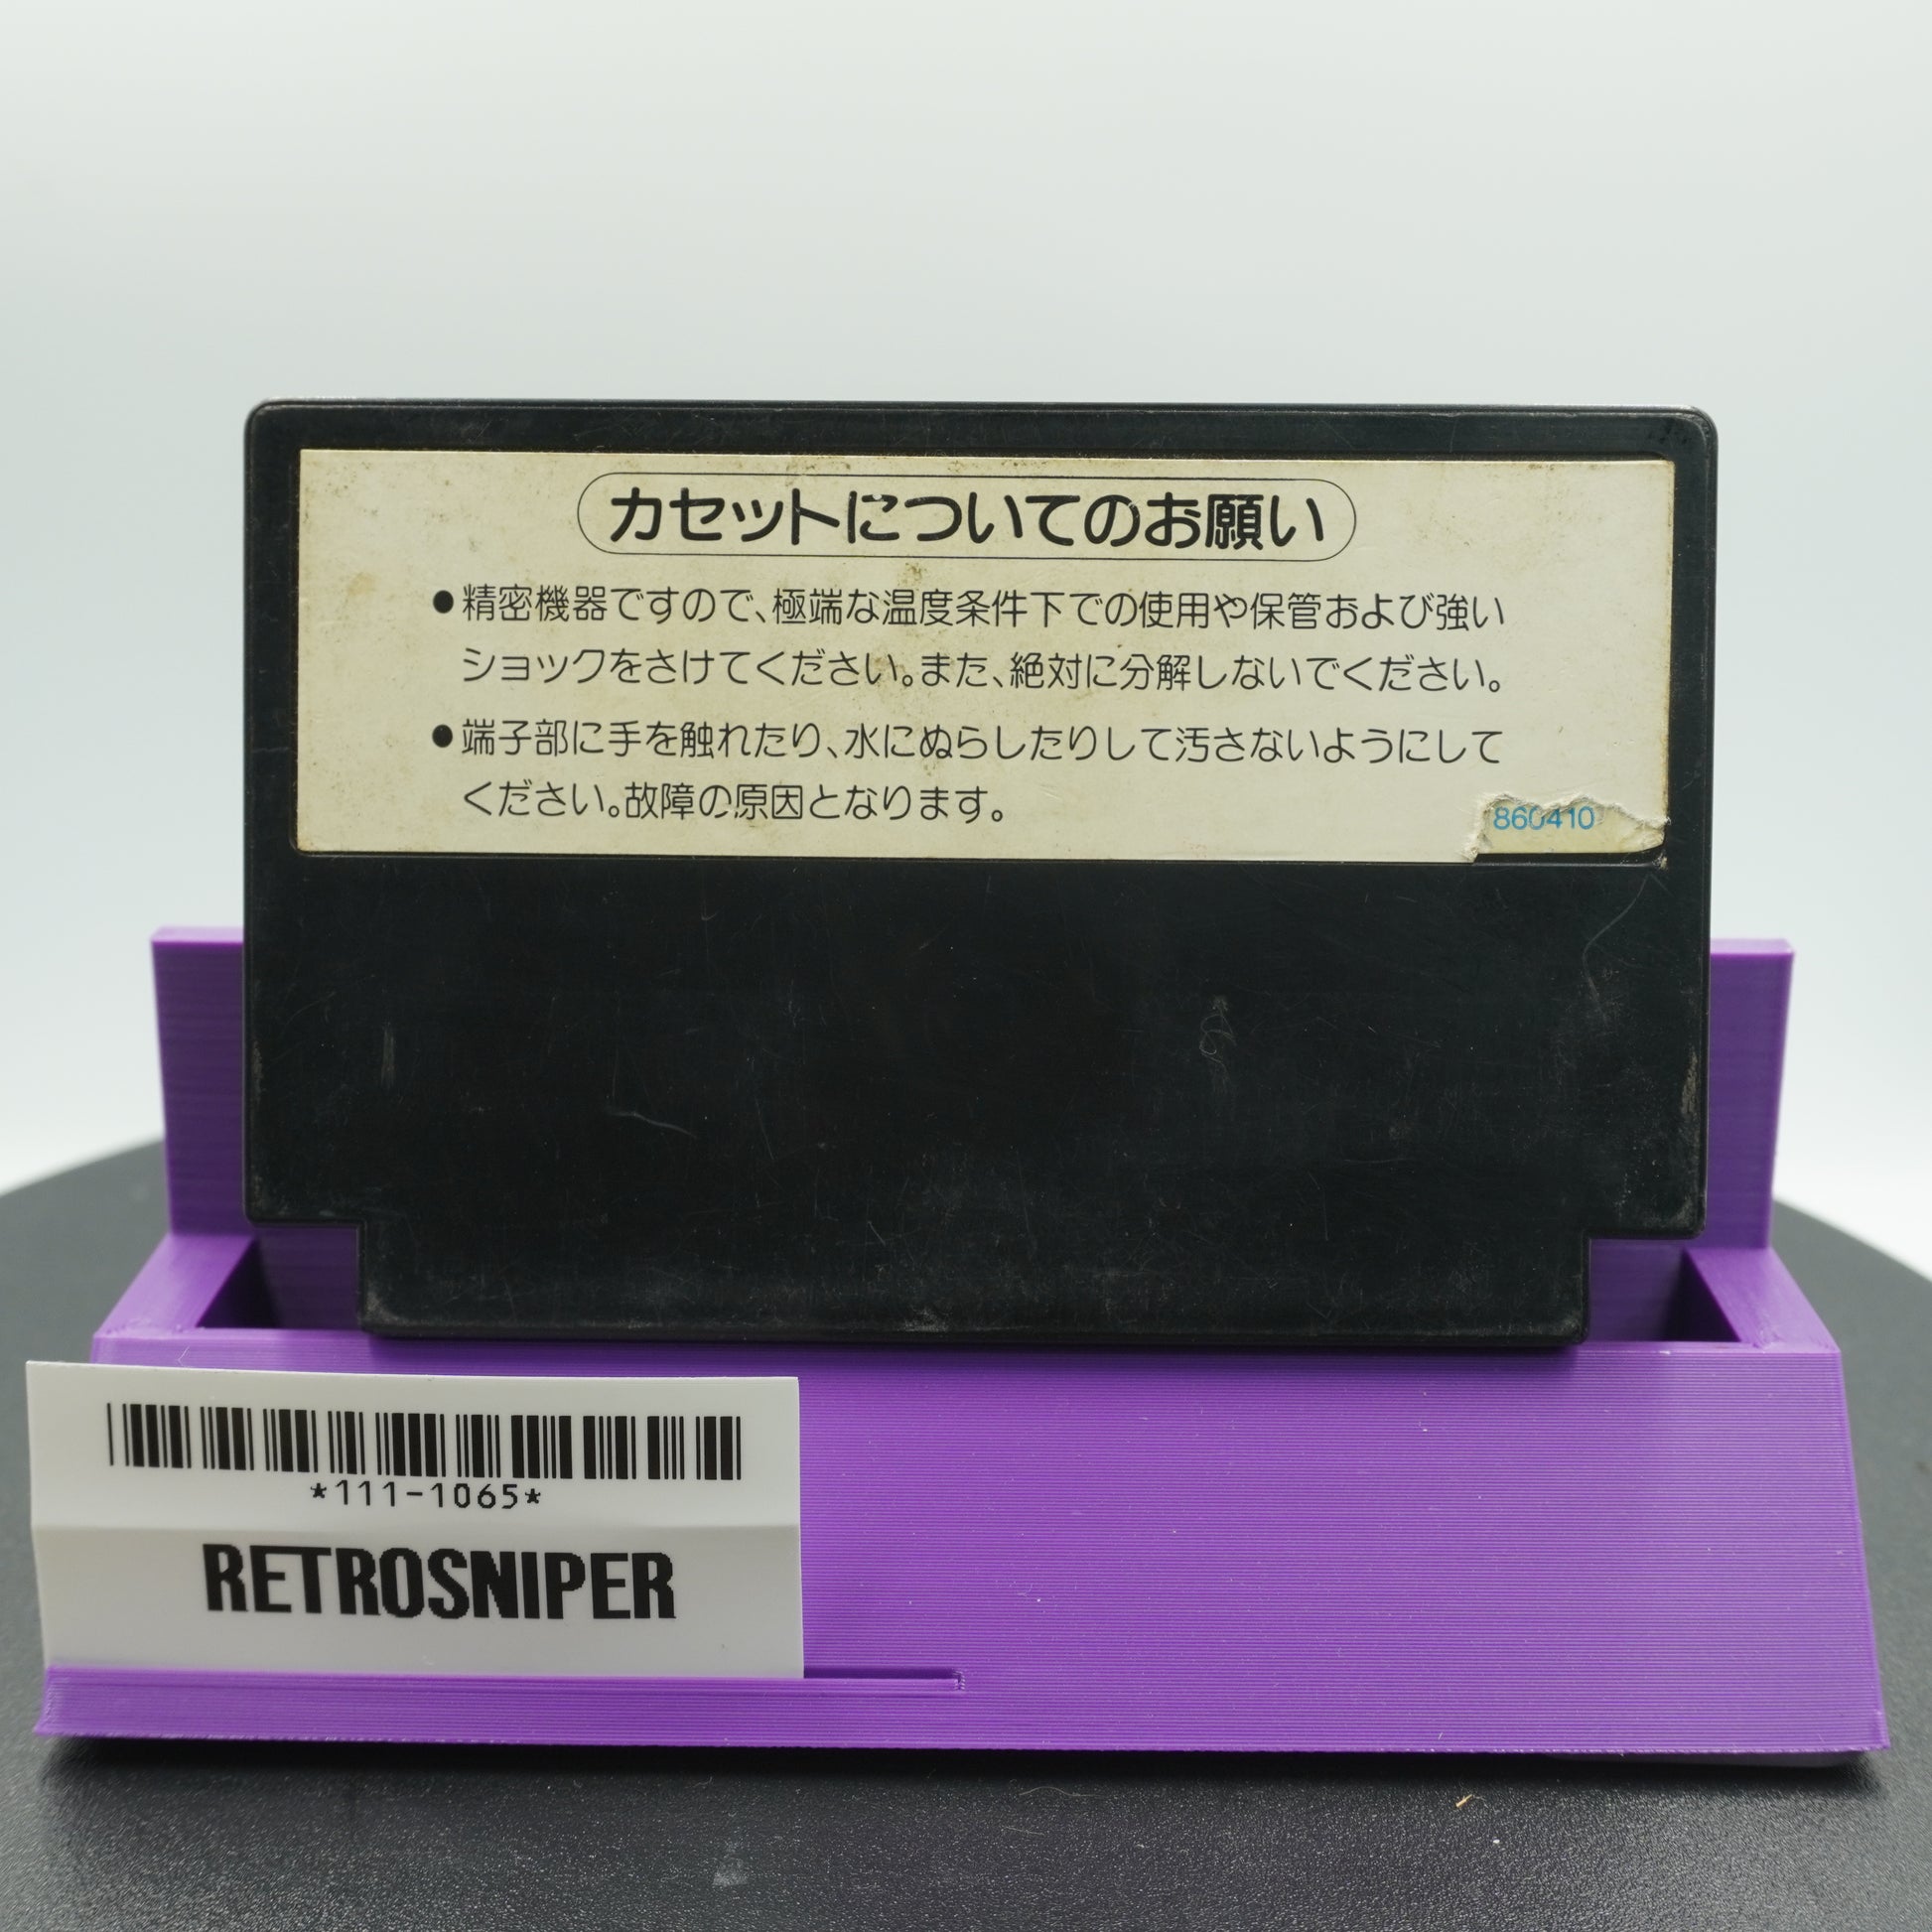 カセットについてのお願い
●精密機器ですので、極端な温度条件下での使用や保管および強い
ショックをさけてください。また、絶対に分解しないでください。
●端子部に手を触れたり、水にぬらしたりして汚さないようにして
ください。故障の原因となります。
860410
*111-1065*
RETROSNIPER